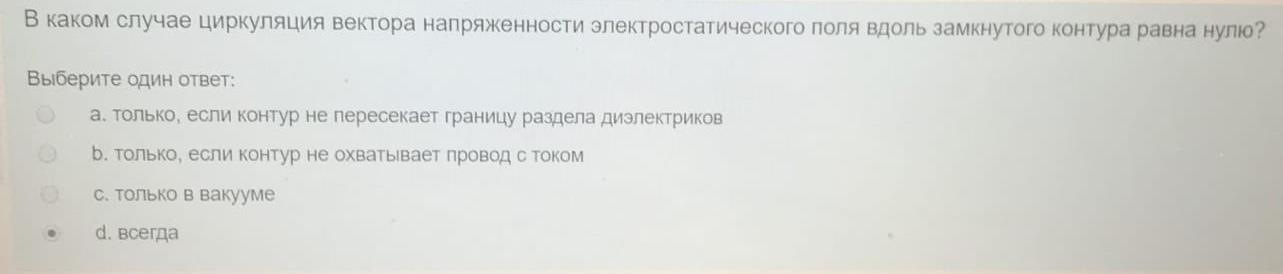 В каком случае циркуляция вектора напряженности электростатического поля вдоль замкнутого контура равна нулю?
Выберите один ответ:
a. только, если контур не пересекает границу раздела диэлектриков
b. только, если контур не охватывает провод с током
c. только в вакууме
d. всегда